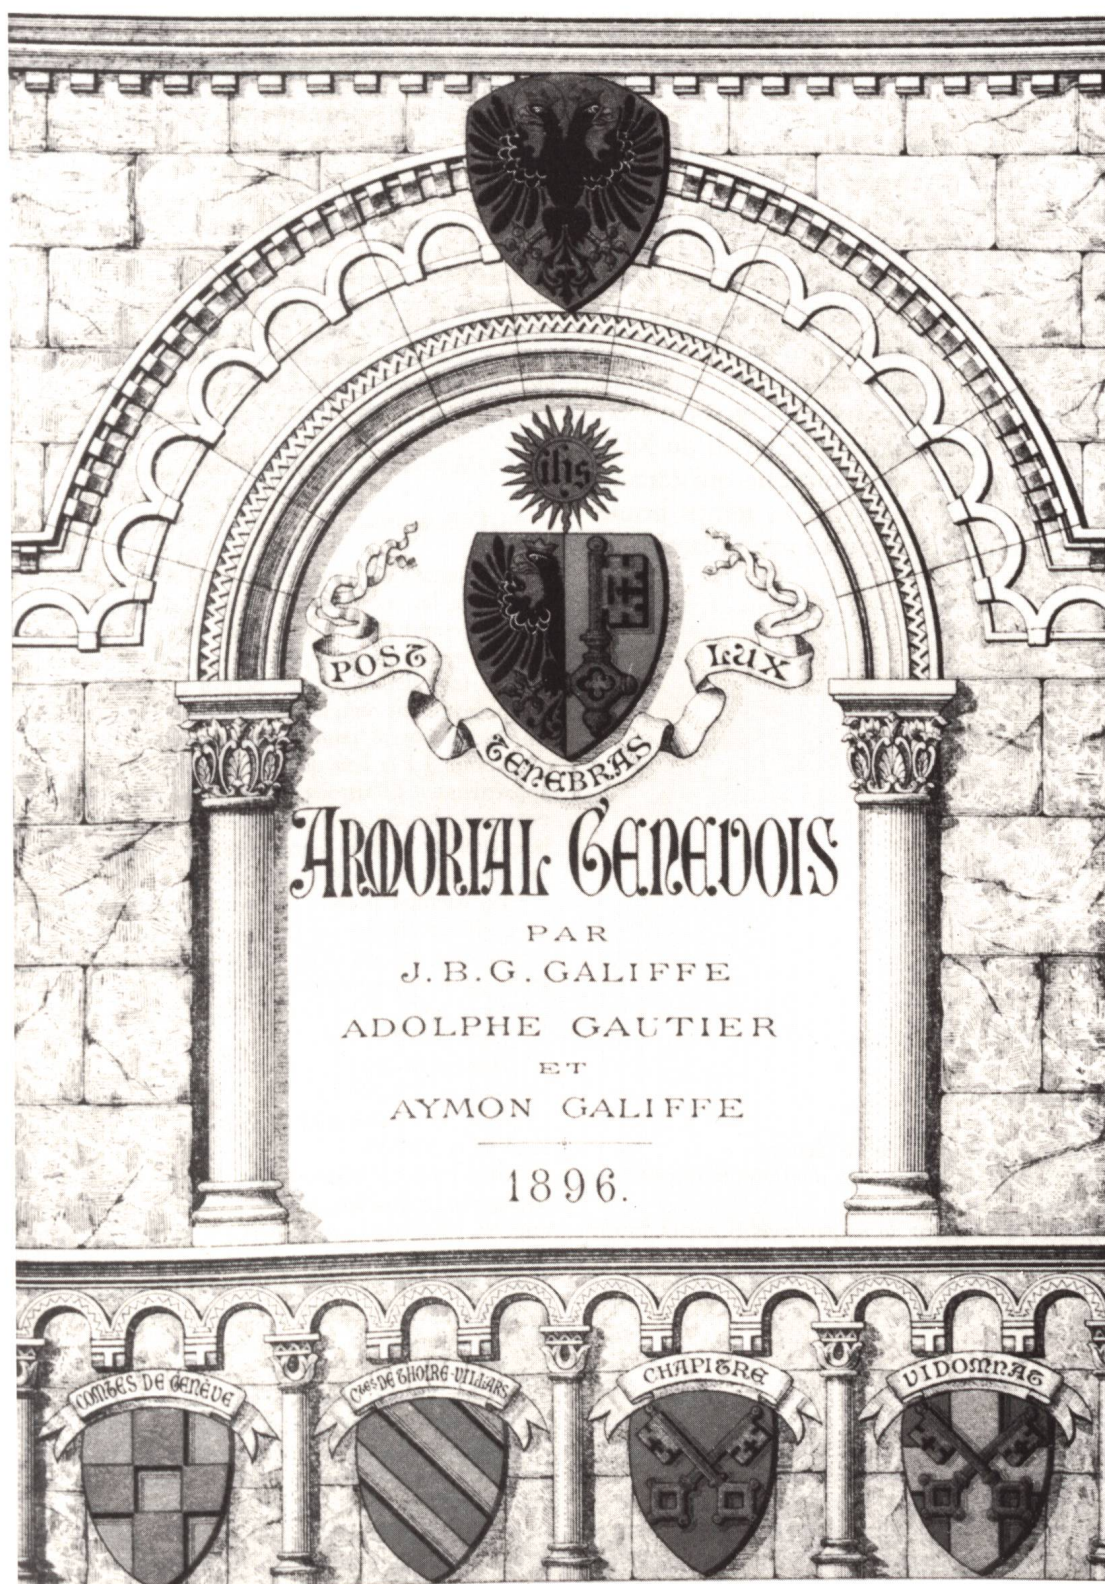 ihs
POST TENEBRAS LUX
ARMORIAL GENEVOIS
PAR
J. B. G. GALIFFE
ADOLPHE GAUTIER
ET
AYMON GALIFFE
1896.
COMTES DE GENÈVE
Ctes DE THOIRE-VILLARS
CHAPITRE
VIDOMNAT